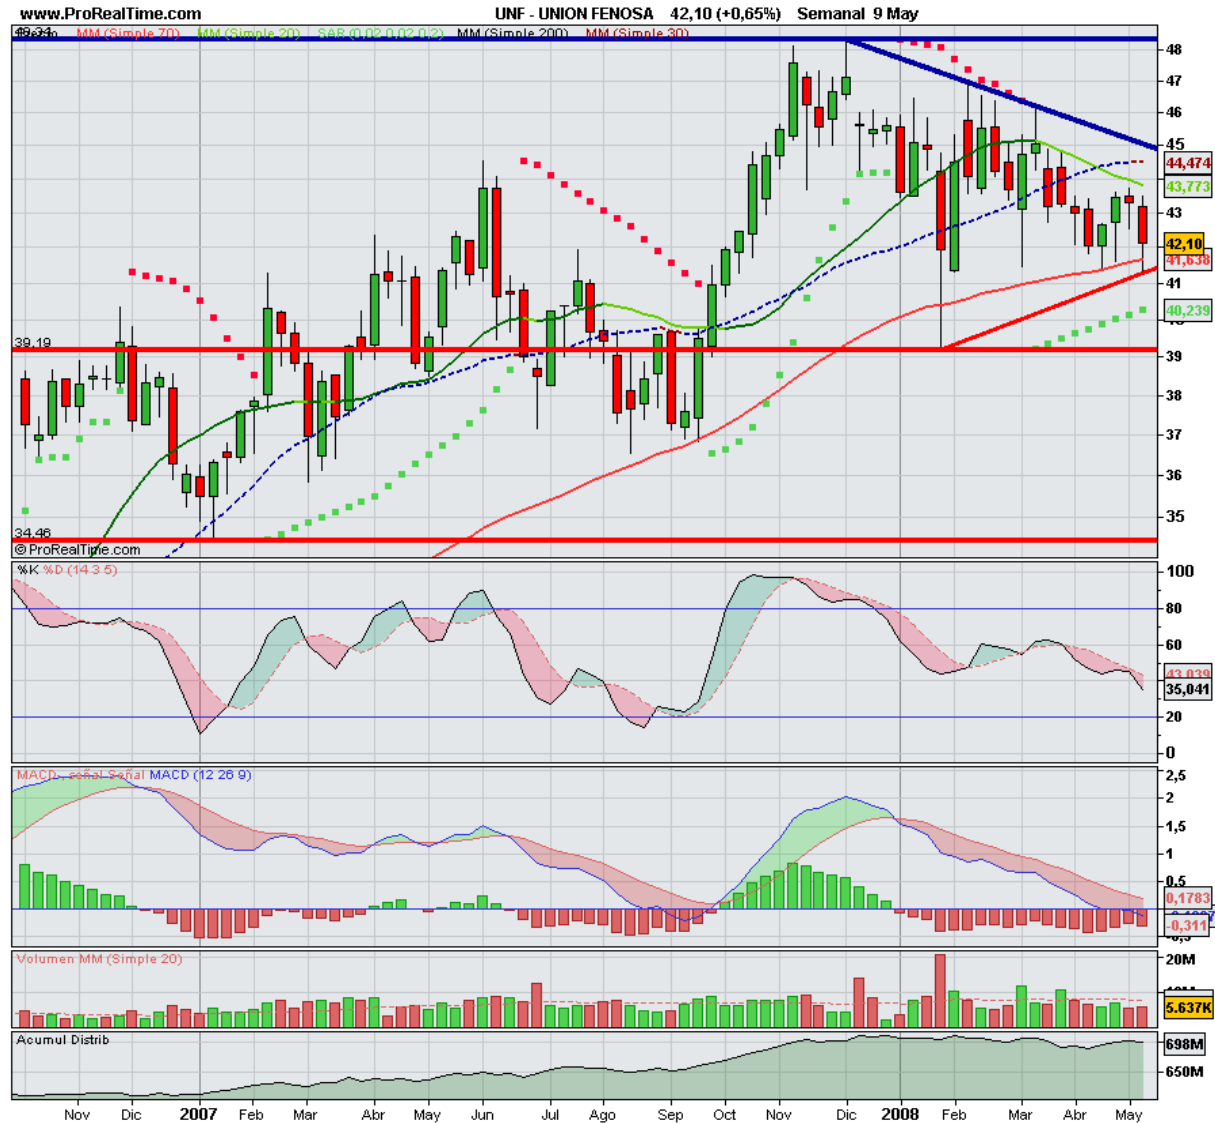 www.ProRealTime.com UNF - UNION FENOSA 42,10 (+0,65%) Semanal 9 May
MM (Simple 70) MM (Simple 20) SAR (0,02 0,02 0,2) MM (Simple 200) MM (Simple 30)
48
47
46
45
44,474
43,773
43
42,10
41,638
41
40,239
39,19
39
38
37
36
35
34,46
© ProRealTime.com
%K %D (14 3 5)
100
80
60
43,039
35,041
20
0
MACD - señal Señal MACD (12 26 9)
2,5
2
1,5
1
0,5
0,1783
-0,311
Volumen MM (Simple 20)
20M
5.637K
Acumul Distrib
698M
650M
Nov Dic 2007 Feb Mar Abr May Jun Jul Ago Sep Oct Nov Dic 2008 Feb Mar Abr May